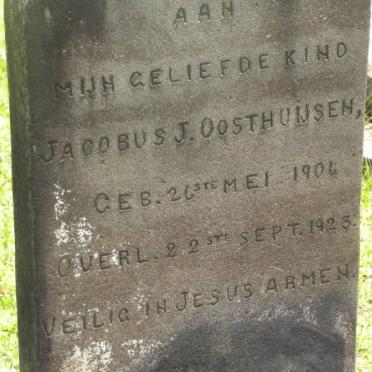 AAN
MIJN GELIEFDE KIND
JACOBUS J. OOSTHUIJSEN,
GEB. 26STE MEI 1906
OVERL. 22STE SEPT. 1923.
VEILIG IN JESUS ARMEN.